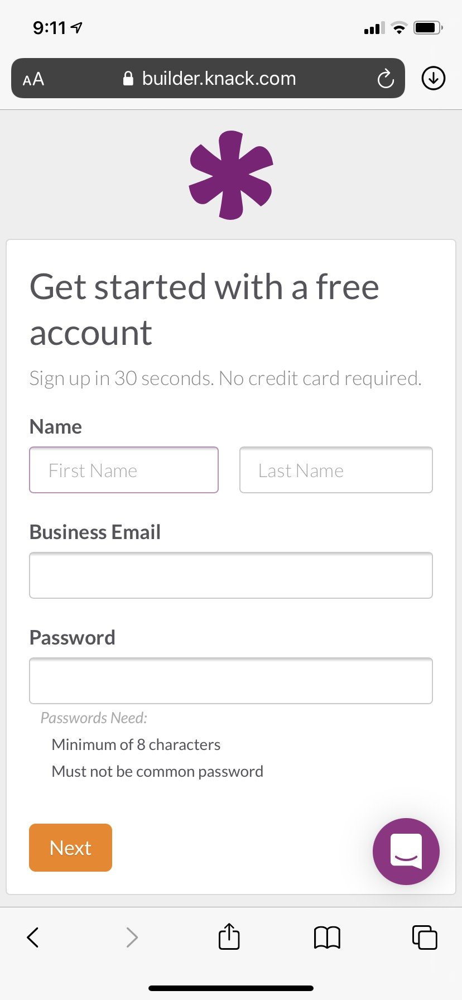 9:11
AA builder.knack.com
Get started with a free
account
Sign up in 30 seconds. No credit card required.
Name
First Name Last Name
Business Email
Password
Passwords Need:
Minimum of 8 characters
Must not be common password
Next